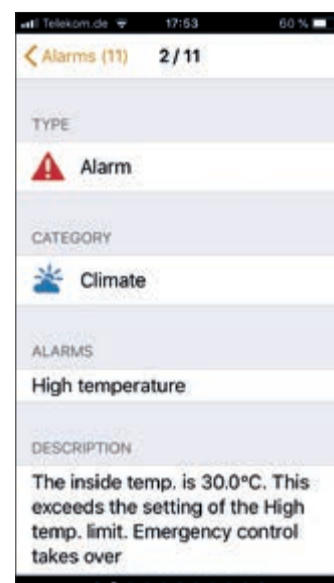 Telekom.de 17:53 60 %
Alarms (11) 2/11
TYPE
Alarm
CATEGORY
Climate
ALARMS
High temperature
DESCRIPTION
The inside temp. is 30.0°C. This
exceeds the setting of the High
temp. limit. Emergency control
takes over